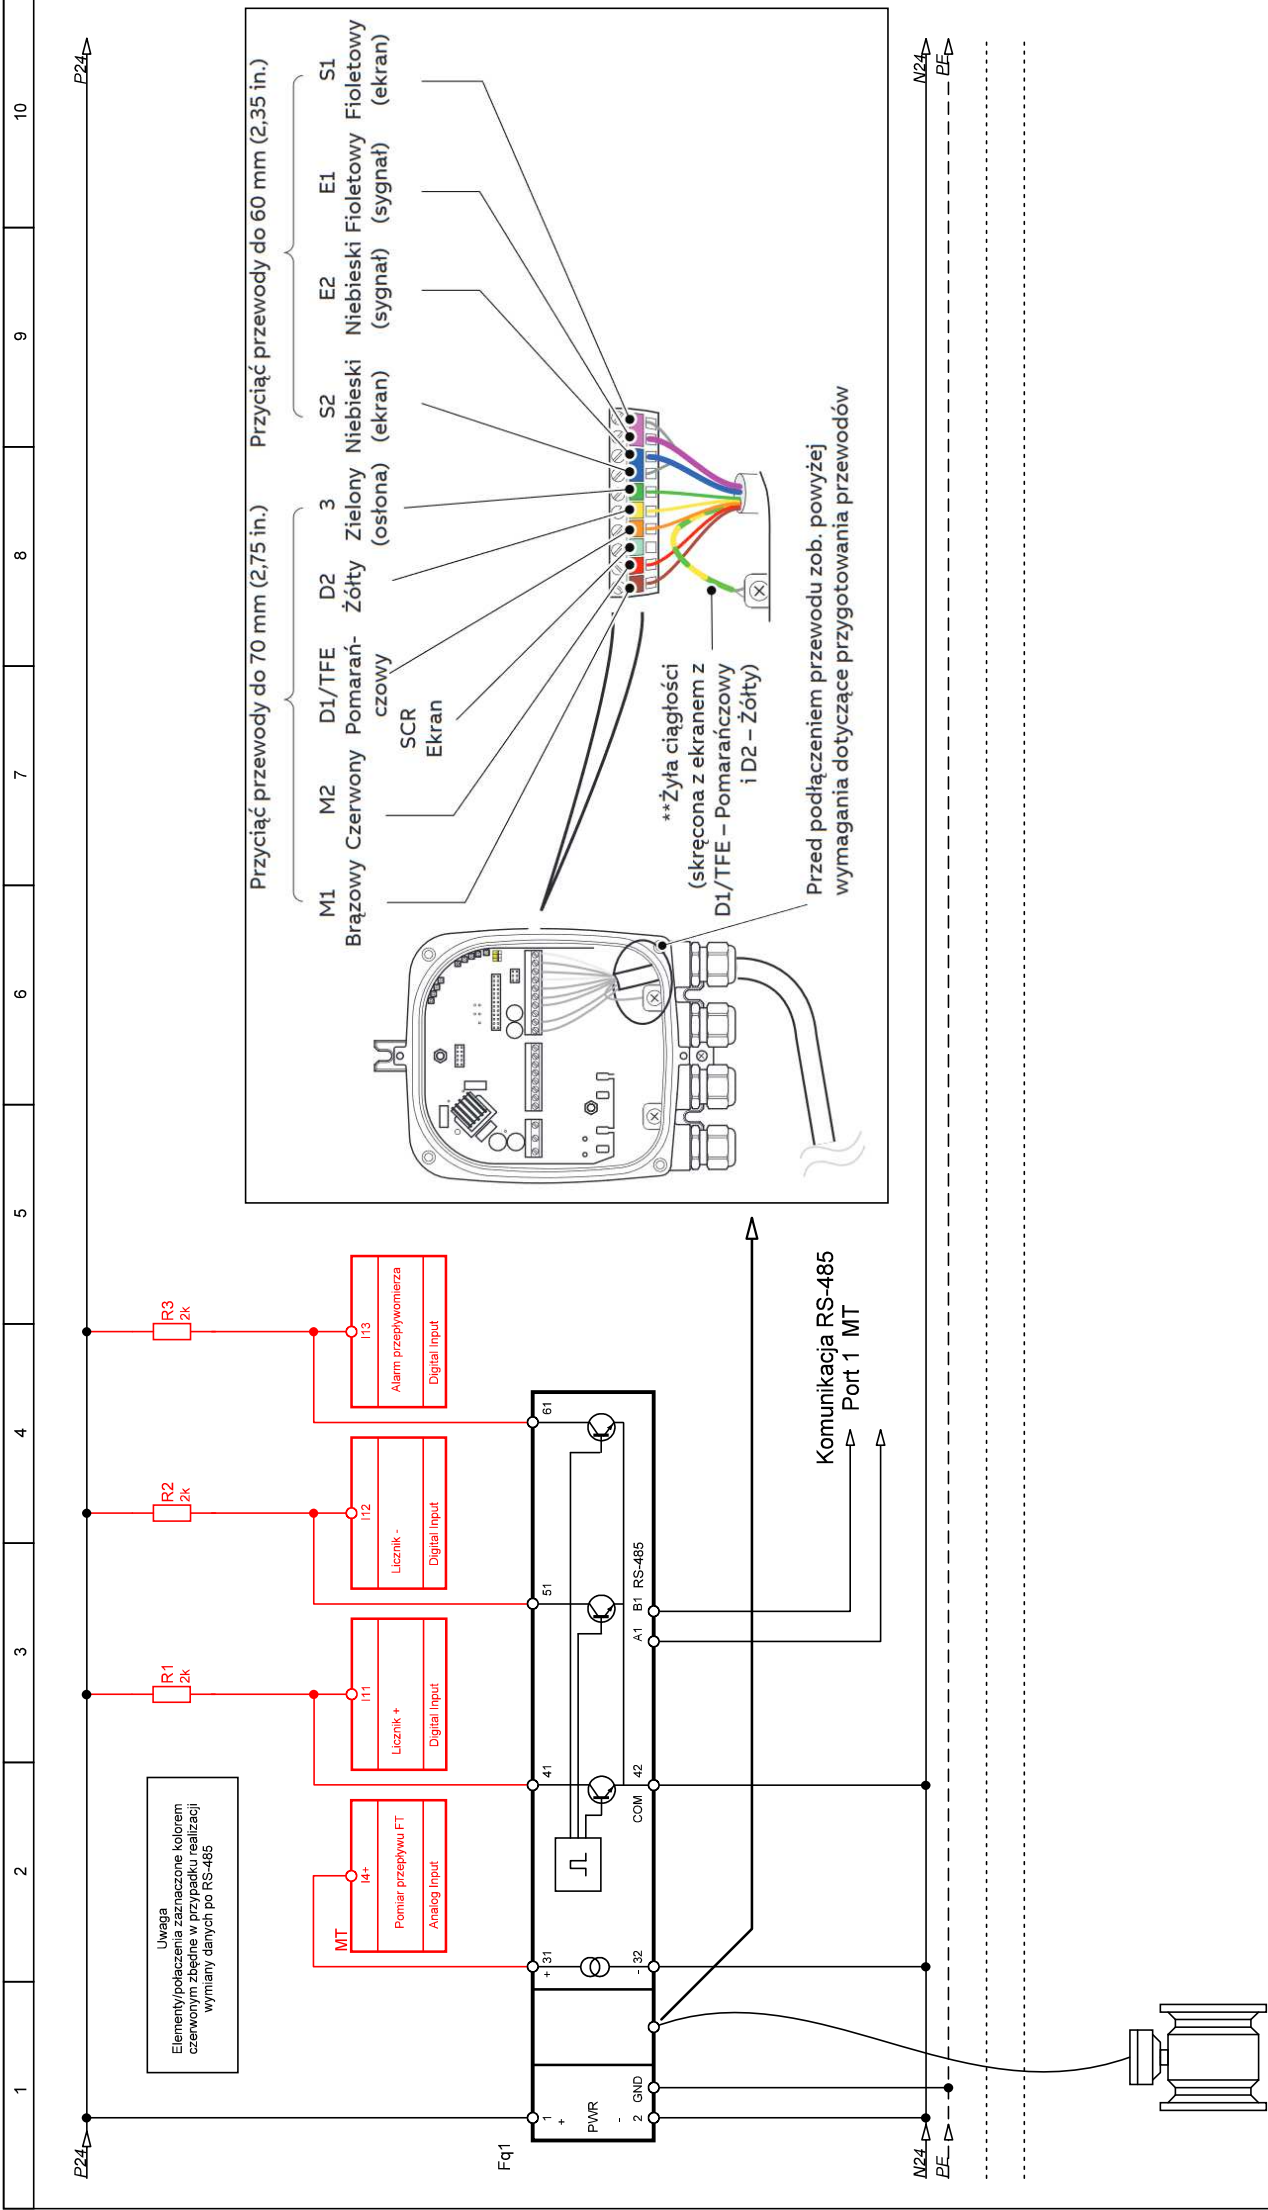 1 2 3 4 5 6 7 8 9 10
P24
P24
Uwaga
Elementy/połaczenia zaznaczone kolorem
czerwonym zbędne w przypadku realizacji
wymiany danych po RS-485
R1
2k
R2
2k
R3
2k
MT
I4+
Pomiar przepływu FT
Analog Input
I11
Licznik +
Digital Input
I12
Licznik -
Digital Input
I13
Alarm przepływomierza
Digital Input
Fq1
1
+
PWR
-
2
GND
+ 31
- 32
41
COM 42
51
61
A1 B1 RS-485
Komunikacja RS-485
Port 1 MT
Przyciąć przewody do 70 mm (2,75 in.)
Przyciąć przewody do 60 mm (2,35 in.)
M1
Brązowy
M2
Czerwony
SCR
Ekran
D1/TFE
Pomarań-
czowy
D2
Żółty
3
Zielony
(osłona)
S2
Niebieski
(ekran)
E2
Niebieski
(sygnał)
E1
Fioletowy
(sygnał)
S1
Fioletowy
(ekran)
**Żyła ciągłości
(skręcona z ekranem z
D1/TFE – Pomarańczowy
i D2 – Żółty)
Przed podłączeniem przewodu zob. powyżej
wymagania dotyczące przygotowania przewodów
N24
N24
PE
PE